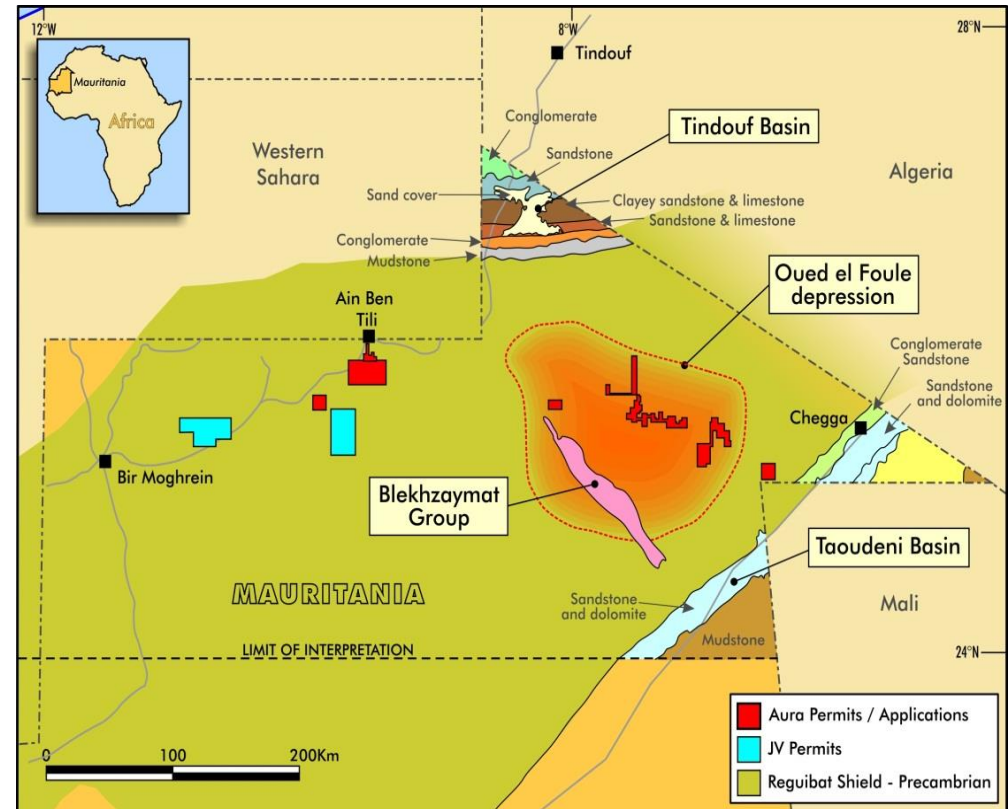 12°W
8°W
28°N
Mauritania
Africa
Tindouf
Conglomerate
Tindouf Basin
Sandstone
Western
Sahara
Algeria
Sand cover
Clayey sandstone & limestone
Sandstone & limestone
Conglomerate
Mudstone
Oued el Foule
depression
Ain Ben
Tili
Conglomerate
Sandstone
Sandstone
and dolomite
Chegga
Bir Moghrein
Blekhzaymat
Group
Taoudeni Basin
MAURITANIA
Sandstone
and dolomite
Mali
Mudstone
LIMIT OF INTERPRETATION
24°N
0 100 200Km
Aura Permits / Applications
JV Permits
Reguibat Shield - Precambrian